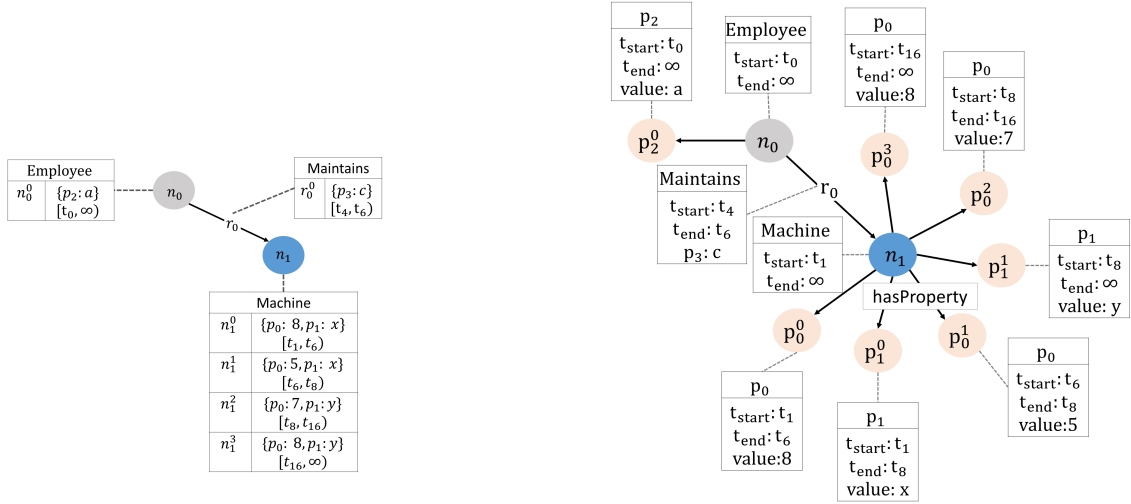 Employee
n₀⁰ {p₂: a}
[t₀, ∞)
n₀
Maintains
r₀⁰ {p₃: c}
[t₄, t₆)
r₀
n₁
Machine
n₁⁰ {p₀: 8, p₁: x}
[t₁, t₆)
n₁¹ {p₀: 5, p₁: x}
[t₆, t₈)
n₁² {p₀: 7, p₁: y}
[t₈, t₁₆)
n₁³ {p₀: 8, p₁: y}
[t₁₆, ∞)
p₂
t_start: t₀
t_end: ∞
value: a
Employee
t_start: t₀
t_end: ∞
p₀
t_start: t₁₆
t_end: ∞
value:8
p₀
t_start: t₈
t_end: t₁₆
value:7
p₂⁰
n₀
p₀³
p₀²
Maintains
t_start: t₄
t_end: t₆
p₃: c
r₀
Machine
t_start: t₁
t_end: ∞
n₁
p₁¹
p₁
t_start: t₈
t_end: ∞
value: y
hasProperty
p₀⁰
p₁⁰
p₀¹
p₀
t_start: t₁
t_end: t₆
value:8
p₁
t_start: t₁
t_end: t₈
value: x
p₀
t_start: t₆
t_end: t₈
value:5